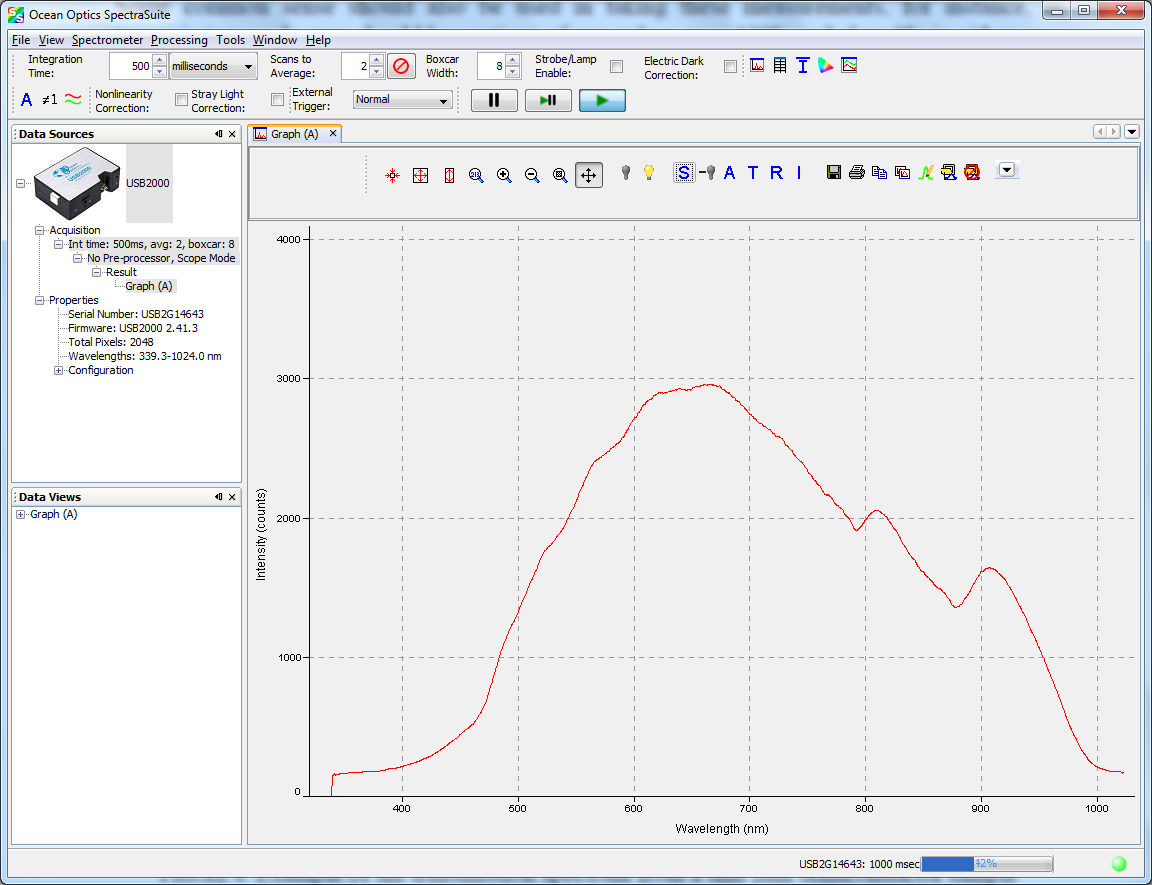 Ocean Optics SpectraSuite
File View Spectrometer Processing Tools Window Help
Integration Time: 500 milliseconds Scans to Average: 2 Boxcar Width: 8 Strobe/Lamp Enable: Electric Dark Correction:
A ≠1 Nonlinearity Correction: Stray Light Correction: External Trigger: Normal
Data Sources
USB2000
Acquisition
Int time: 500ms, avg: 2, boxcar: 8
No Pre-processor, Scope Mode
Result
Graph (A)
Properties
Serial Number: USB2G14643
Firmware: USB2000 2.41.3
Total Pixels: 2048
Wavelengths: 339.3-1024.0 nm
Configuration
Data Views
Graph (A)
Graph (A)
S A T R I
4000
3000
2000
1000
0
Intensity (counts)
400 500 600 700 800 900 1000
Wavelength (nm)
USB2G14643: 1000 msec 42%